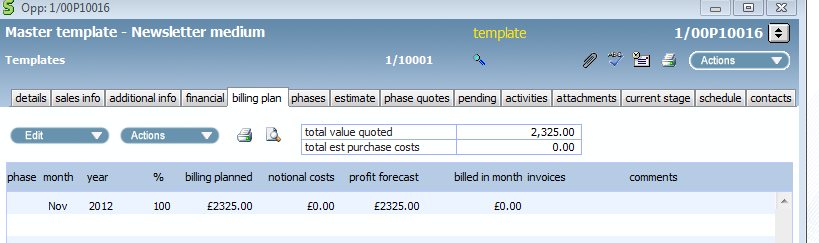 S Opp: 1/00P10016
Master template - Newsletter medium template 1/00P10016
Templates 1/10001 ABC Actions
details sales info additional info financial billing plan phases estimate phase quotes pending activities attachments current stage schedule contacts
Edit Actions total value quoted 2,325.00
total est purchase costs 0.00
phase month year % billing planned notional costs profit forecast billed in month invoices comments
Nov 2012 100 £2325.00 £0.00 £2325.00 £0.00